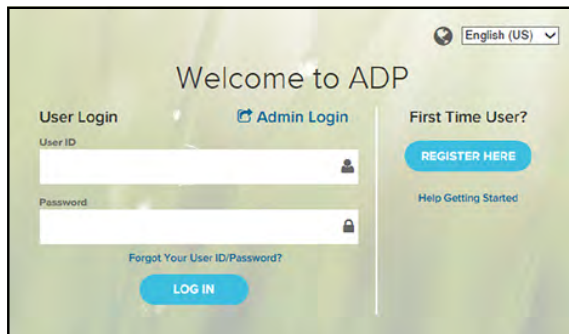 English (US)
Welcome to ADP
User Login
Admin Login
User ID
Password
Forgot Your User ID/Password?
LOG IN
First Time User?
REGISTER HERE
Help Getting Started